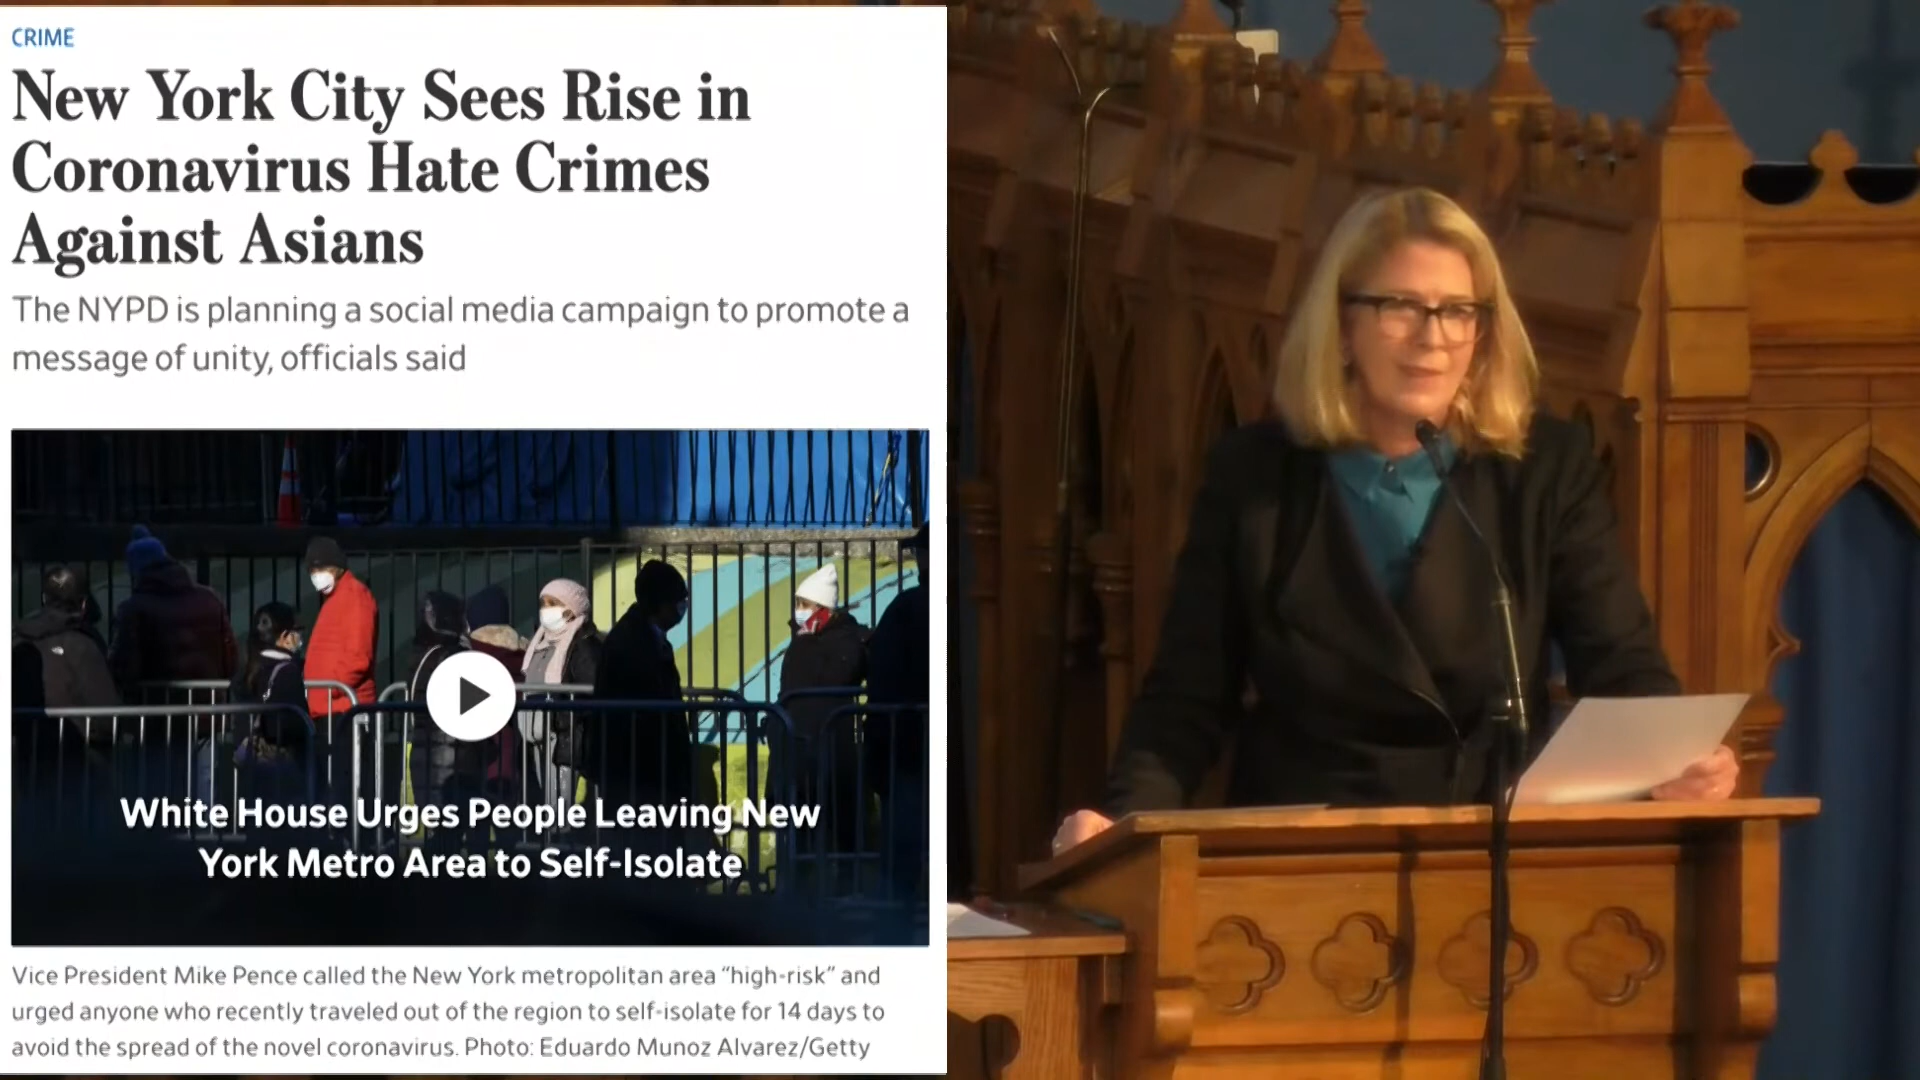 CRIME
New York City Sees Rise in
Coronavirus Hate Crimes
Against Asians
The NYPD is planning a social media campaign to promote a
message of unity, officials said
White House Urges People Leaving New
York Metro Area to Self-Isolate
Vice President Mike Pence called the New York metropolitan area “high-risk” and
urged anyone who recently traveled out of the region to self-isolate for 14 days to
avoid the spread of the novel coronavirus. Photo: Eduardo Munoz Alvarez/Getty